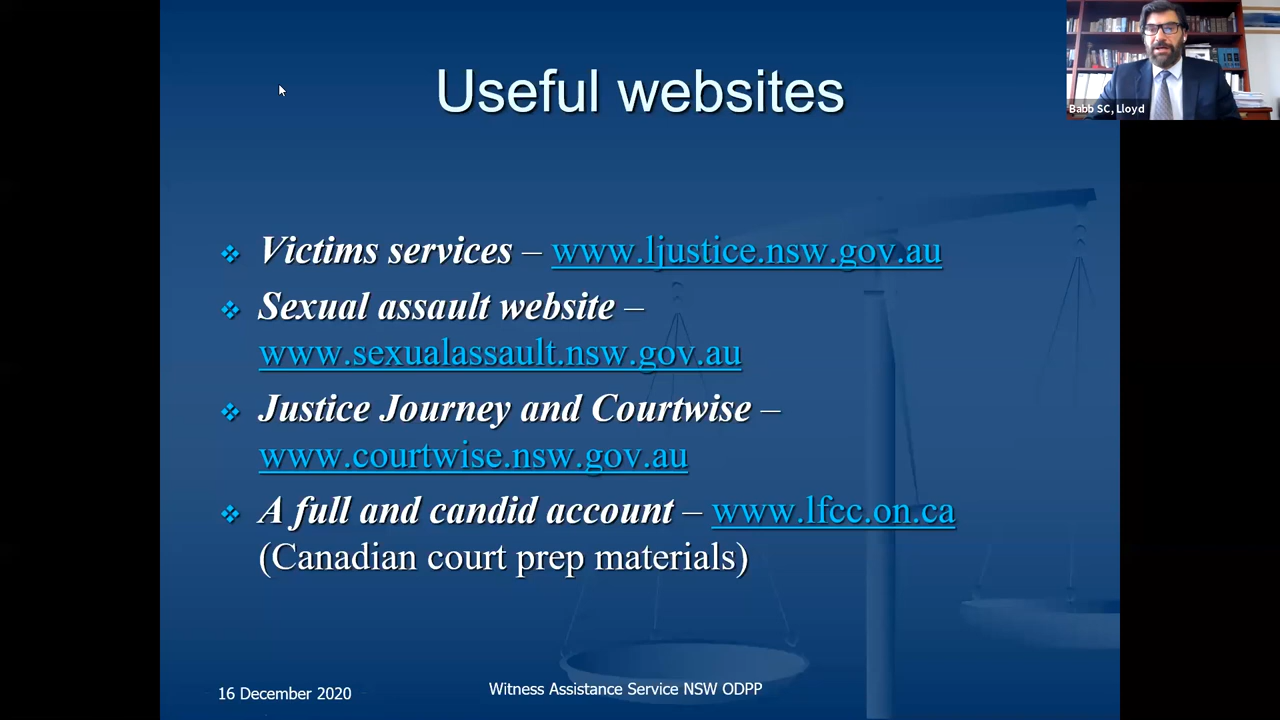 Useful websites
Babb SC, Lloyd
Victims services – www.ljustice.nsw.gov.au
Sexual assault website –
www.sexualassault.nsw.gov.au
Justice Journey and Courtwise –
www.courtwise.nsw.gov.au
A full and candid account – www.lfcc.on.ca
(Canadian court prep materials)
16 December 2020
Witness Assistance Service NSW ODPP